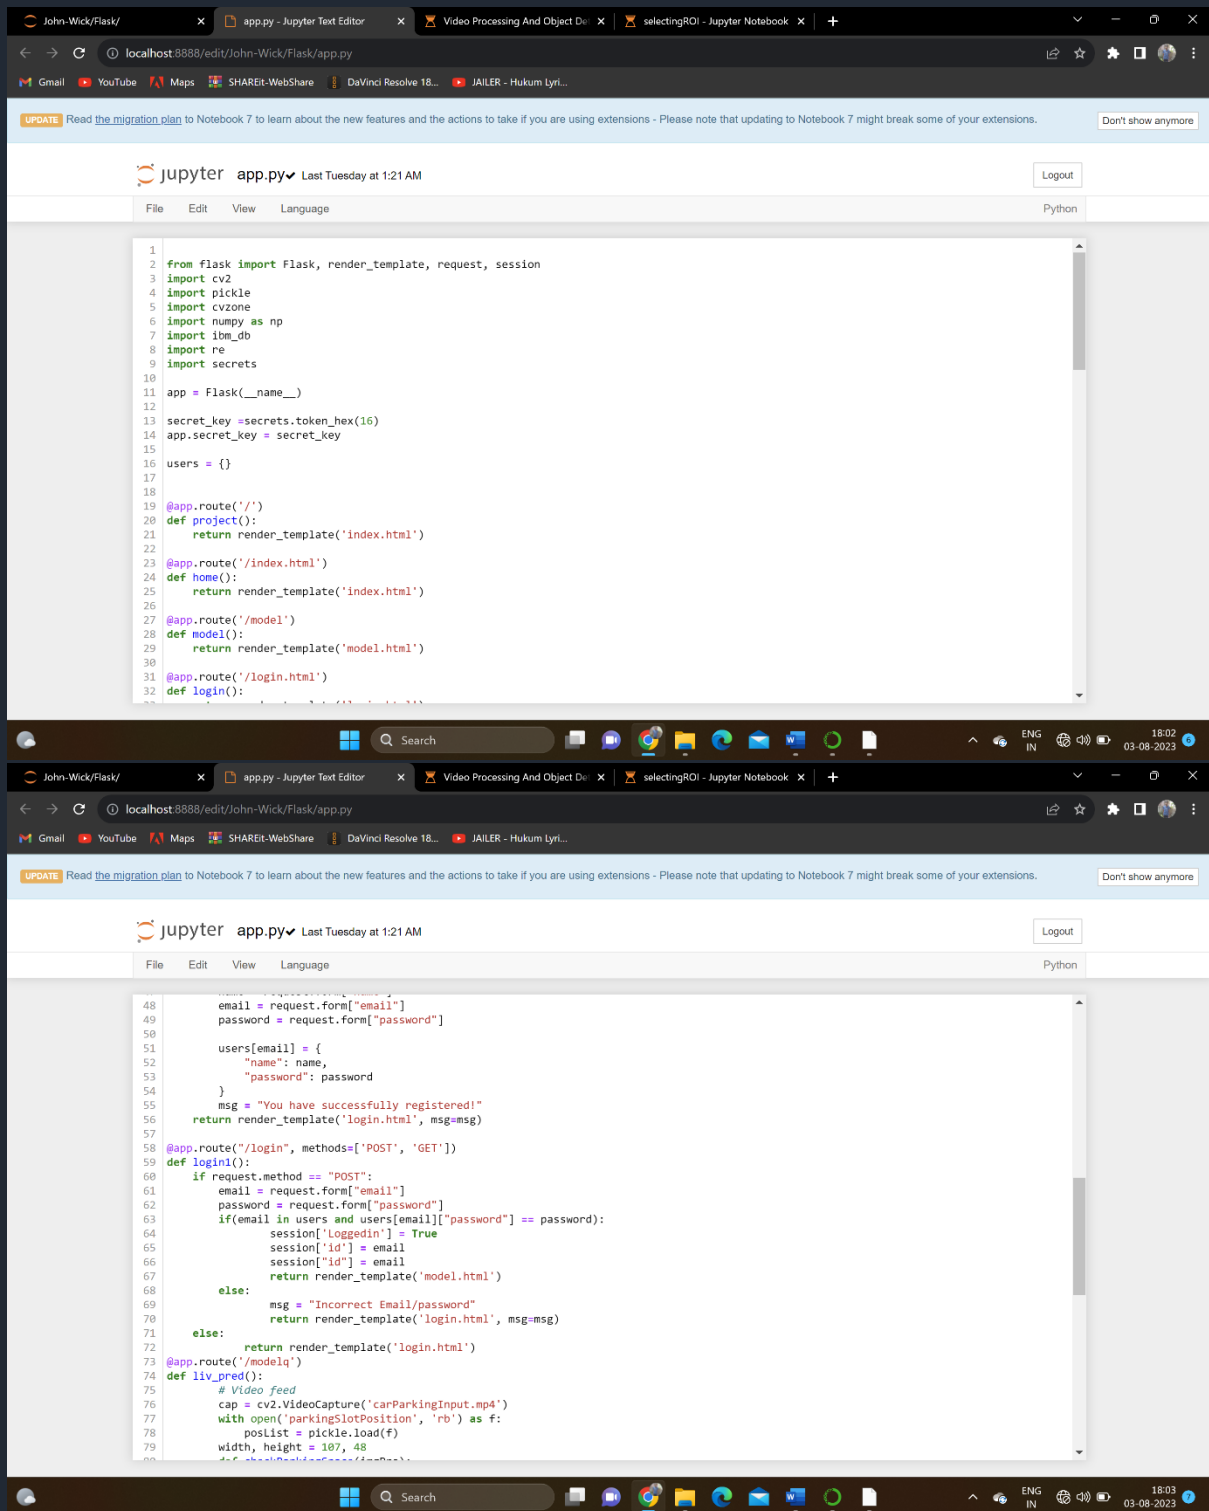 John-Wick/Flask/
app.py - Jupyter Text Editor
Video Processing And Object De
selectingROI - Jupyter Notebook
localhost:8888/edit/John-Wick/Flask/app.py
Gmail YouTube Maps SHAREit-WebShare DaVinci Resolve 18... JAILER - Hukum Lyri...
UPDATE Read the migration plan to Notebook 7 to learn about the new features and the actions to take if you are using extensions - Please note that updating to Notebook 7 might break some of your extensions.
Don't show anymore
jupyter app.py Last Tuesday at 1:21 AM
Logout
File Edit View Language
Python
1
2 from flask import Flask, render_template, request, session
3 import cv2
4 import pickle
5 import cvzone
6 import numpy as np
7 import ibm_db
8 import re
9 import secrets
10
11 app = Flask(__name__)
12
13 secret_key =secrets.token_hex(16)
14 app.secret_key = secret_key
15
16 users = {}
17
18
19 @app.route('/')
20 def project():
21     return render_template('index.html')
22
23 @app.route('/index.html')
24 def home():
25     return render_template('index.html')
26
27 @app.route('/model')
28 def model():
29     return render_template('model.html')
30
31 @app.route('/login.html')
32 def login():
Search
ENG
IN
18:02
03-08-2023
6
John-Wick/Flask/
app.py - Jupyter Text Editor
Video Processing And Object De
selectingROI - Jupyter Notebook
localhost:8888/edit/John-Wick/Flask/app.py
Gmail YouTube Maps SHAREit-WebShare DaVinci Resolve 18... JAILER - Hukum Lyri...
UPDATE Read the migration plan to Notebook 7 to learn about the new features and the actions to take if you are using extensions - Please note that updating to Notebook 7 might break some of your extensions.
Don't show anymore
jupyter app.py Last Tuesday at 1:21 AM
Logout
File Edit View Language
Python
48         email = request.form["email"]
49         password = request.form["password"]
50
51         users[email] = {
52             "name": name,
53             "password": password
54         }
55         msg = "You have successfully registered!"
56     return render_template('login.html', msg=msg)
57
58 @app.route("/login", methods=['POST', 'GET'])
59 def login1():
60     if request.method == "POST":
61         email = request.form["email"]
62         password = request.form["password"]
63         if(email in users and users[email]["password"] == password):
64                 session['Loggedin'] = True
65                 session['id'] = email
66                 session["id"] = email
67                 return render_template('model.html')
68         else:
69                 msg = "Incorrect Email/password"
70                 return render_template('login.html', msg=msg)
71     else:
72             return render_template('login.html')
73 @app.route('/modelq')
74 def liv_pred():
75         # Video feed
76         cap = cv2.VideoCapture('carParkingInput.mp4')
77         with open('parkingSlotPosition', 'rb') as f:
78             posList = pickle.load(f)
79         width, height = 107, 48
Search
ENG
IN
18:03
03-08-2023
7